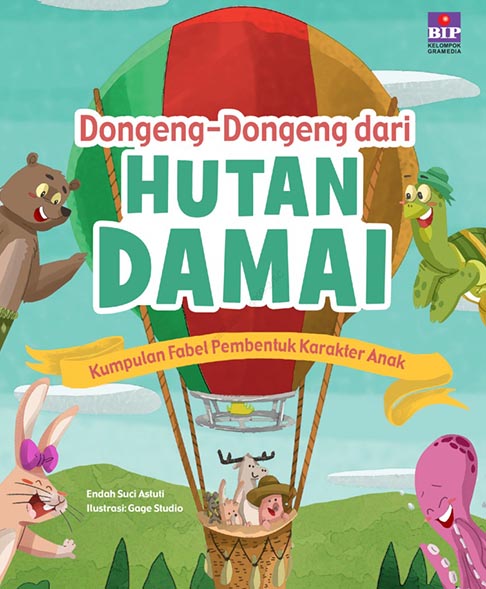 BIP
KELOMPOK
GRAMEDIA
Dongeng-Dongeng dari
HUTAN
DAMAI
Kumpulan Fabel Pembentuk Karakter Anak
Endah Suci Astuti
Ilustrasi: Gage Studio